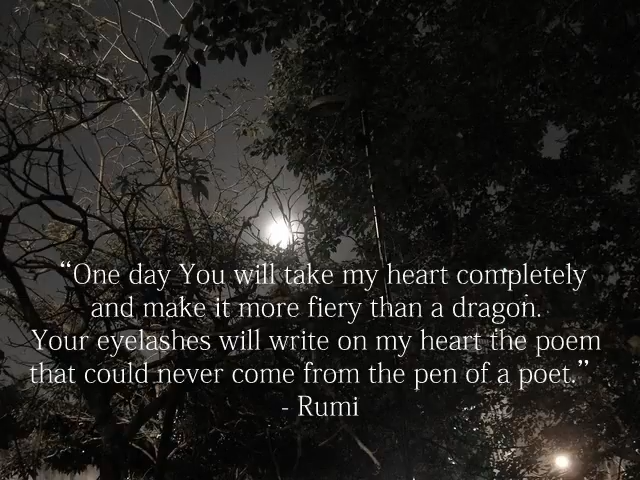 “One day You will take my heart completely
and make it more fiery than a dragon.
Your eyelashes will write on my heart the poem
that could never come from the pen of a poet.”
- Rumi